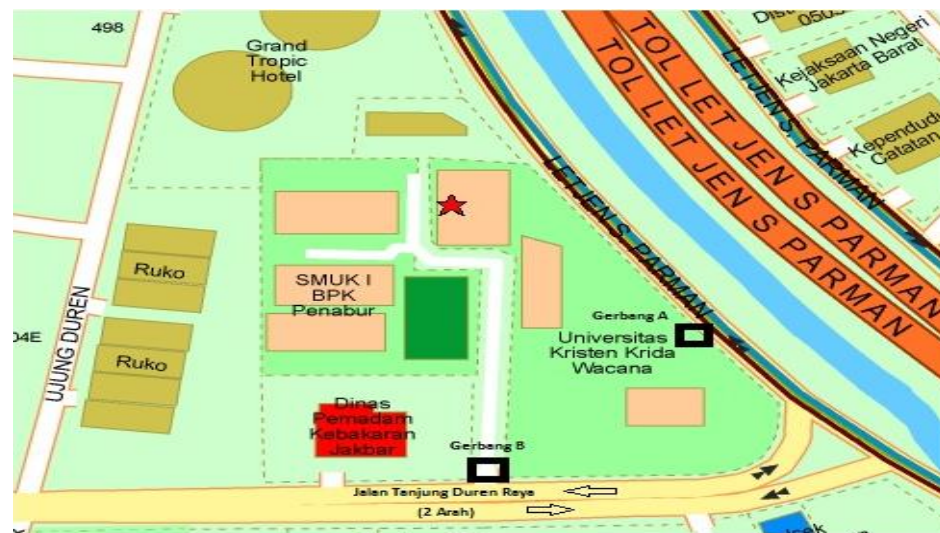 498
Grand
Tropic
Hotel
0503
Kejaksaan Negeri
Jakarta Barat
LETJEN S. PARMAN
TOL LET JEN S PARMAN
TOL LET JEN S PARMAN
Catatan
LETJEN S. PARMAN
Ruko
SMUK I
BPK
Penabur
04E
UJUNG DUREN
Ruko
Gerbang A
Universitas
Kristen Krida
Wacana
Dinas
Pemadam
Kebakaran
Jakbar
Gerbang B
Jalan Tanjung Duren Raya
(2 Arah)